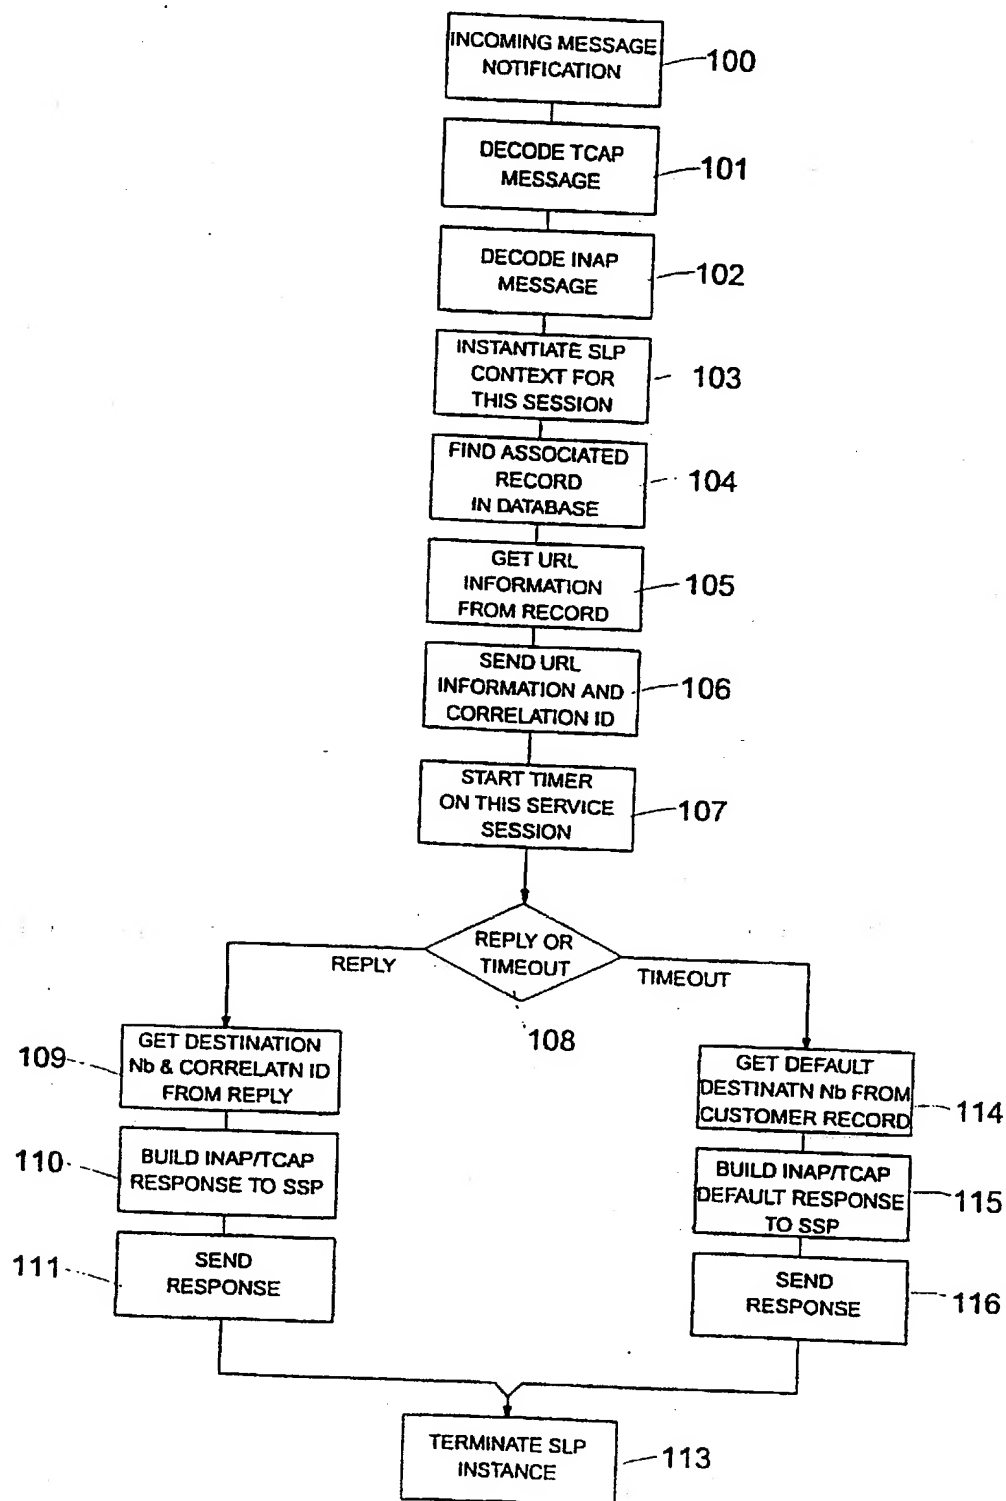 INCOMING MESSAGE
NOTIFICATION
100
DECODE TCAP
MESSAGE
101
DECODE INAP
MESSAGE
102
INSTANTIATE SLP
CONTEXT FOR
THIS SESSION
103
FIND ASSOCIATED
RECORD
IN DATABASE
104
GET URL
INFORMATION
FROM RECORD
105
SEND URL
INFORMATION AND
CORRELATION ID
106
START TIMER
ON THIS SERVICE
SESSION
107
REPLY OR
TIMEOUT
108
REPLY
TIMEOUT
GET DESTINATION
Nb & CORRELATN ID
FROM REPLY
109
BUILD INAP/TCAP
RESPONSE TO SSP
110
SEND
RESPONSE
111
GET DEFAULT
DESTINATN Nb FROM
CUSTOMER RECORD
114
BUILD INAP/TCAP
DEFAULT RESPONSE
TO SSP
115
SEND
RESPONSE
116
TERMINATE SLP
INSTANCE
113